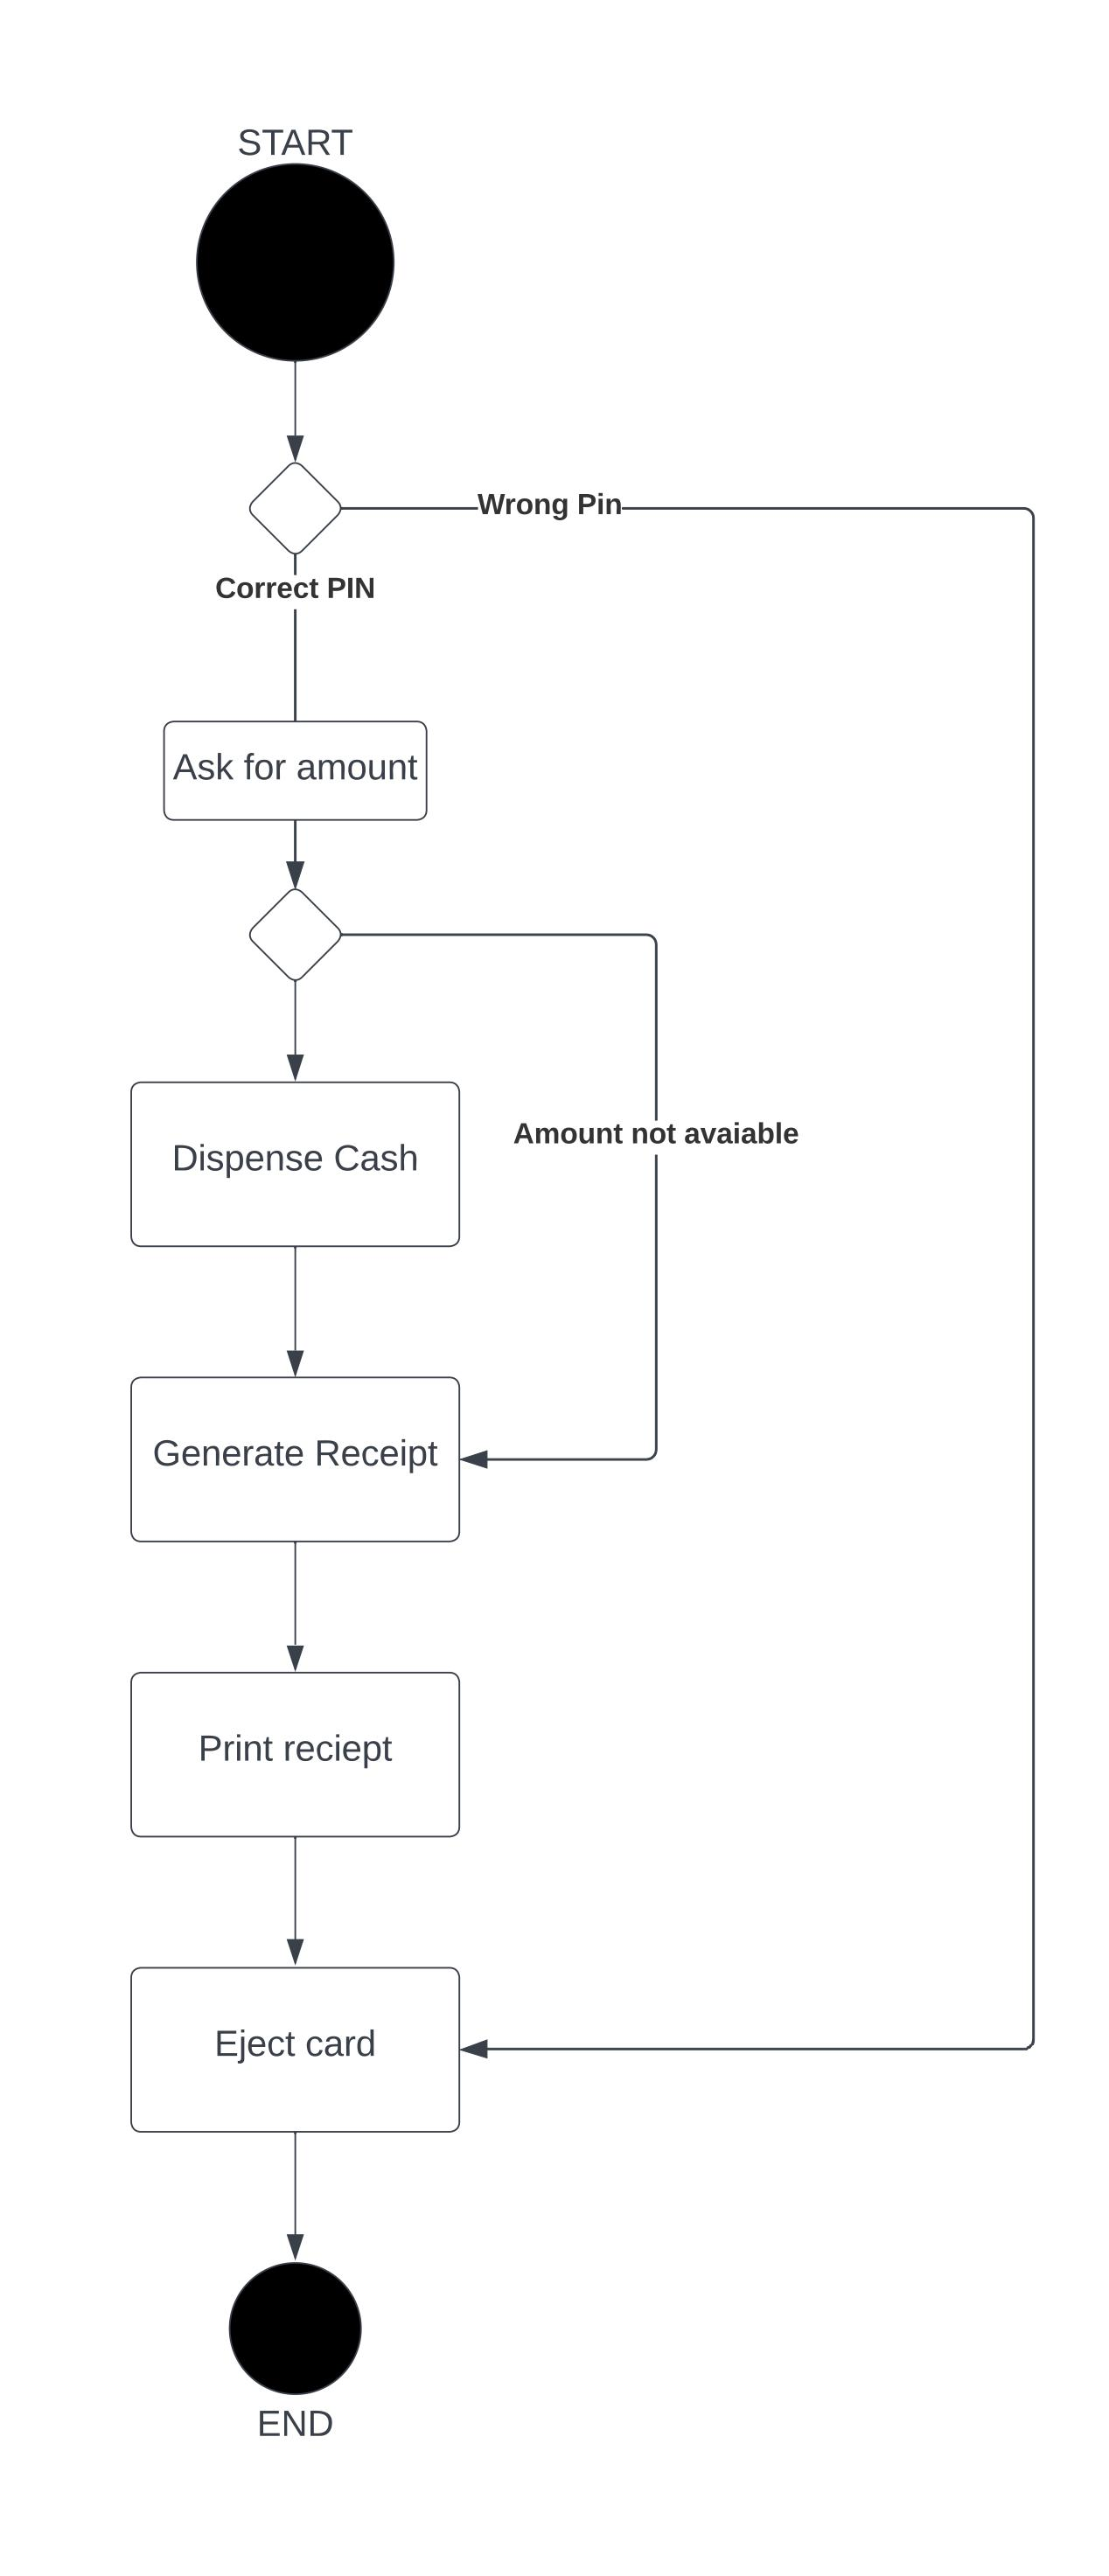 START
Wrong Pin
Correct PIN
Ask for amount
Amount not avaiable
Dispense Cash
Generate Receipt
Print reciept
Eject card
END